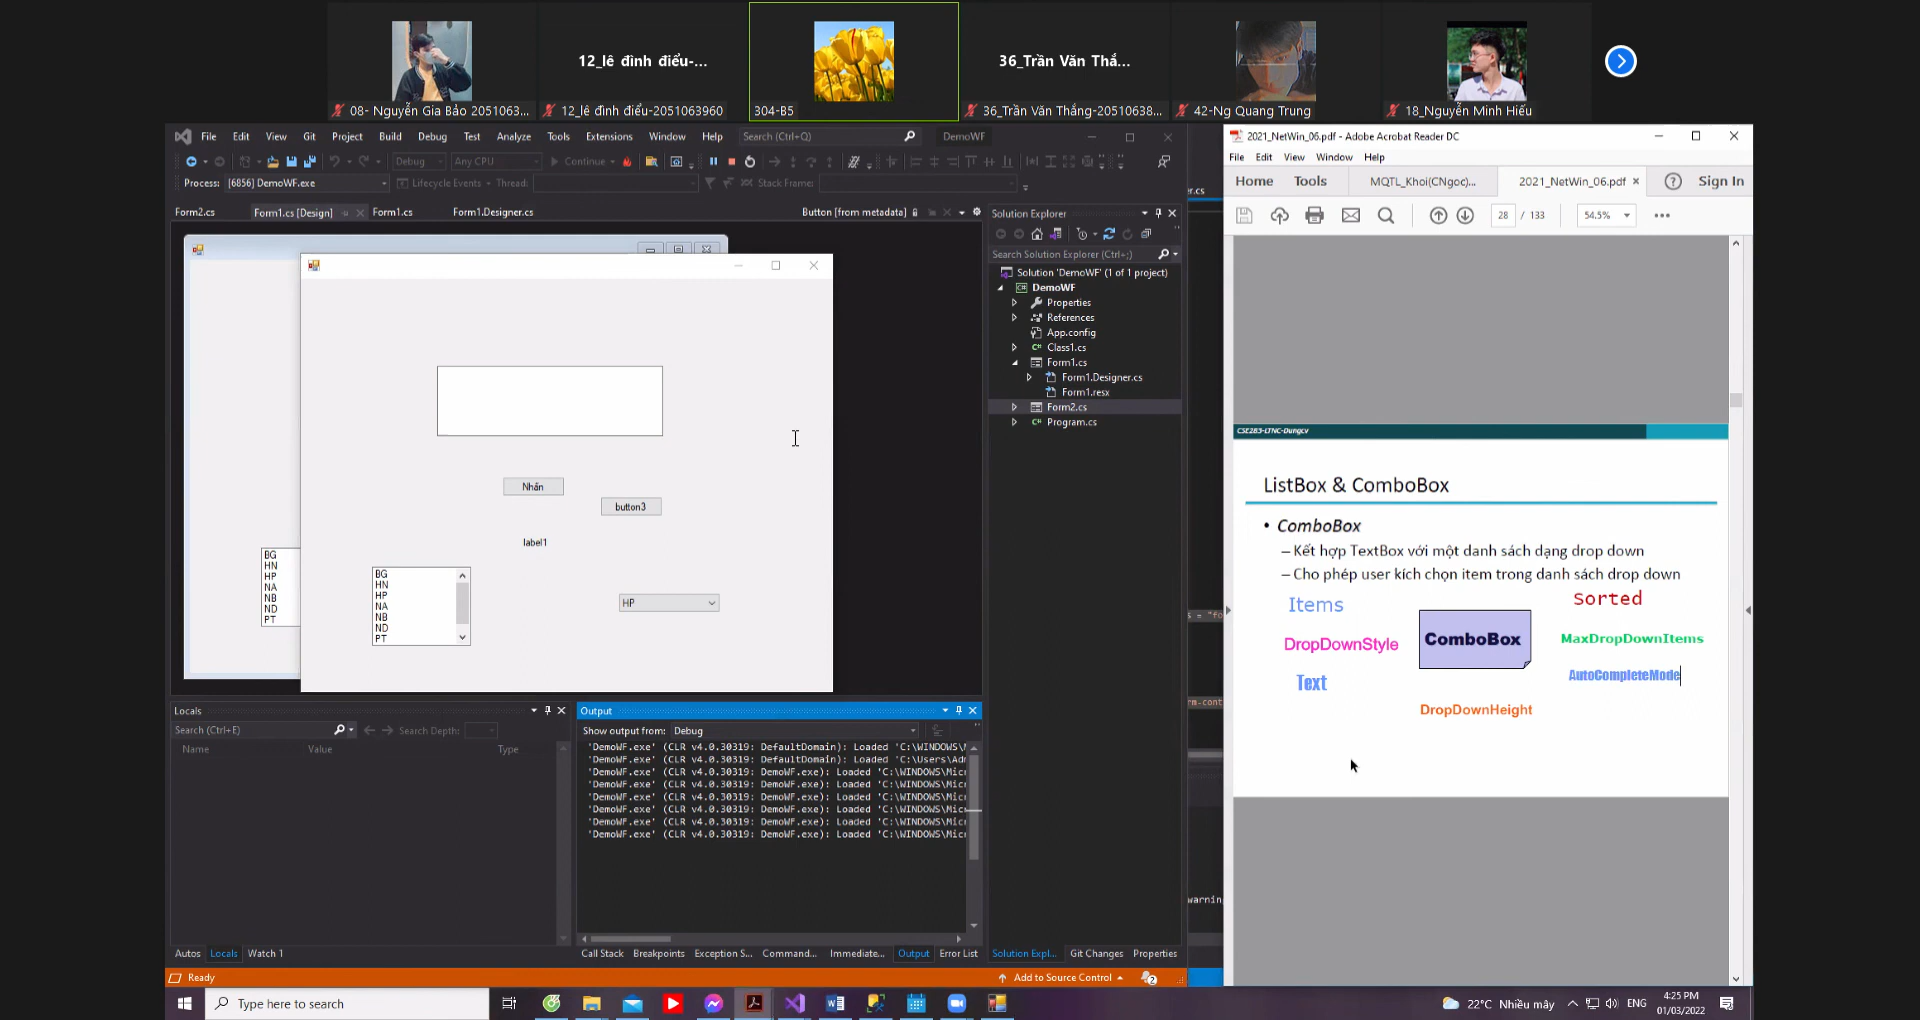 12_lê đình điểu-...
36_Trần Văn Thắ...
08- Nguyễn Gia Bảo 2051063...
12_lê đình điểu-2051063960
304-B5
36_Trần Văn Thắng-20510638...
42-Ng Quang Trung
18_Nguyễn Minh Hiếu
File Edit View Git Project Build Debug Test Analyze Tools Extensions Window Help Search (Ctrl+Q) DemoWF
Debug Any CPU Continue
Process: [6856] DemoWF.exe Lifecycle Events Thread: Stack Frame:
Form2.cs Form1.cs [Design] Form1.cs Form1.Designer.cs Button [from metadata]
Nhấn
button3
label1
BG
HN
HP
NA
NB
ND
PT
BG
HN
HP
NA
NB
ND
PT
HP
Solution Explorer
Search Solution Explorer (Ctrl+;)
Solution 'DemoWF' (1 of 1 project)
DemoWF
Properties
References
App.config
Class1.cs
Form1.cs
Form1.Designer.cs
Form1.resx
Form2.cs
Program.cs
Locals
Search (Ctrl+E) Search Depth:
Name Value Type
Autos Locals Watch 1
Output
Show output from: Debug
'DemoWF.exe' (CLR v4.0.30319: DefaultDomain): Loaded 'C:\WINDOWS\
'DemoWF.exe' (CLR v4.0.30319: DefaultDomain): Loaded 'C:\Users\Ad
'DemoWF.exe' (CLR v4.0.30319: DemoWF.exe): Loaded 'C:\WINDOWS\Mic
'DemoWF.exe' (CLR v4.0.30319: DemoWF.exe): Loaded 'C:\WINDOWS\Mic
'DemoWF.exe' (CLR v4.0.30319: DemoWF.exe): Loaded 'C:\WINDOWS\Mic
'DemoWF.exe' (CLR v4.0.30319: DemoWF.exe): Loaded 'C:\WINDOWS\Mic
'DemoWF.exe' (CLR v4.0.30319: DemoWF.exe): Loaded 'C:\WINDOWS\Mic
'DemoWF.exe' (CLR v4.0.30319: DemoWF.exe): Loaded 'C:\WINDOWS\Mic
Call Stack Breakpoints Exception S... Command... Immediate... Output Error List
Solution Expl... Git Changes Properties
Ready Add to Source Control 2
2021_NetWin_06.pdf - Adobe Acrobat Reader DC
File Edit View Window Help
Home Tools MQTL_Khoi(CNgoc)... 2021_NetWin_06.pdf Sign In
28 / 133 54.5%
CSE283-LTNC-Dungcv
ListBox & ComboBox
• ComboBox
– Kết hợp TextBox với một danh sách dạng drop down
– Cho phép user kích chọn item trong danh sách drop down
Items
Sorted
DropDownStyle
ComboBox
MaxDropDownItems
Text
AutoCompleteMode
DropDownHeight
Type here to search
22°C Nhiều mây ENG
4:25 PM
01/03/2022